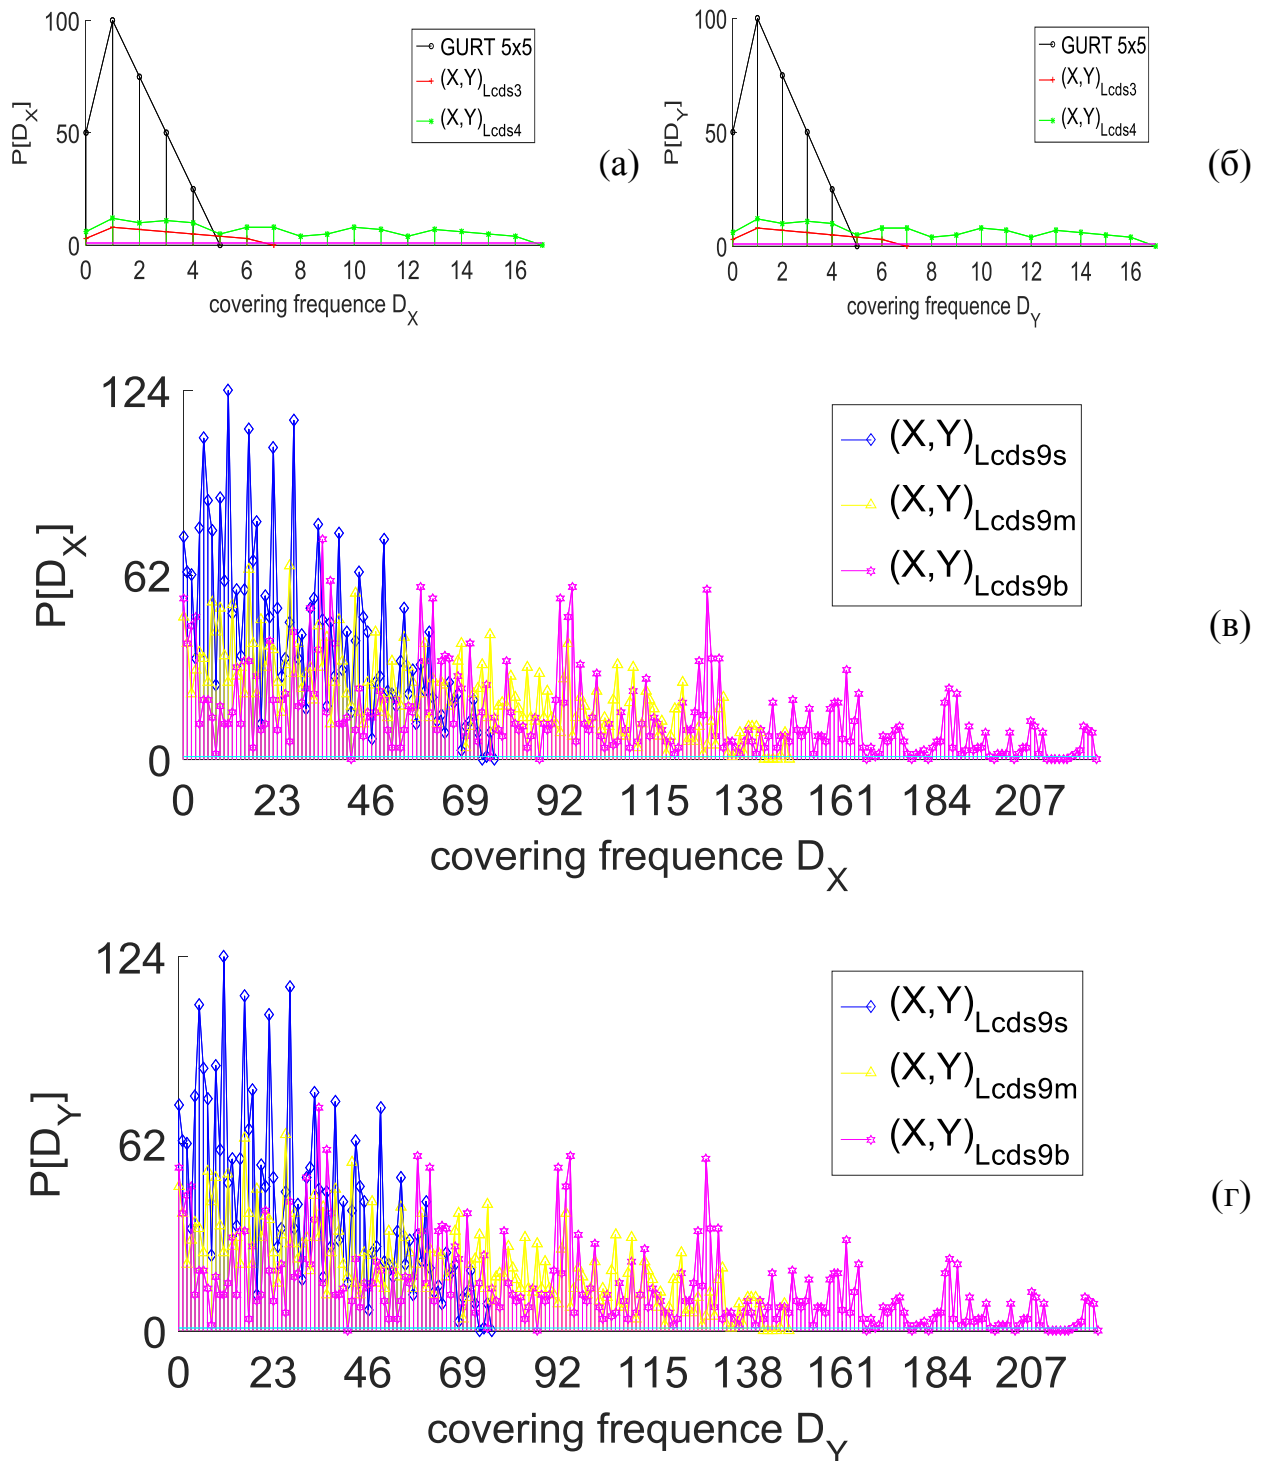 100
50
0
P[D_X]
GURT 5x5
(X,Y)_Lcds3
(X,Y)_Lcds4
0 2 4 6 8 10 12 14 16
covering frequence D_X
(а)
100
50
0
P[D_Y]
GURT 5x5
(X,Y)_Lcds3
(X,Y)_Lcds4
0 2 4 6 8 10 12 14 16
covering frequence D_Y
(б)
124
62
0
P[D_X]
(X,Y)_Lcds9s
(X,Y)_Lcds9m
(X,Y)_Lcds9b
0 23 46 69 92 115 138 161 184 207
covering frequence D_X
(в)
124
62
0
P[D_Y]
(X,Y)_Lcds9s
(X,Y)_Lcds9m
(X,Y)_Lcds9b
0 23 46 69 92 115 138 161 184 207
covering frequence D_Y
(г)